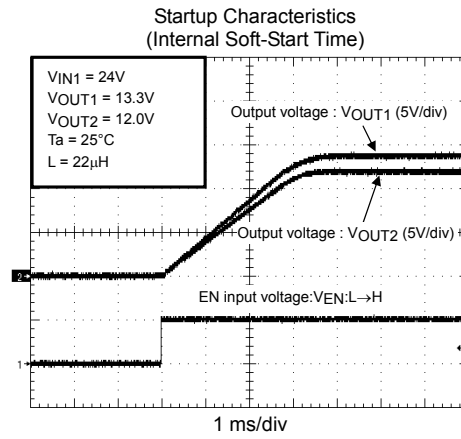 Startup Characteristics
(Internal Soft-Start Time)
VIN1 = 24V
VOUT1 = 13.3V
VOUT2 = 12.0V
Ta = 25°C
L = 22μH
Output voltage : VOUT1 (5V/div)
Output voltage : VOUT2 (5V/div)
2
EN input voltage:VEN:L→H
1
1 ms/div